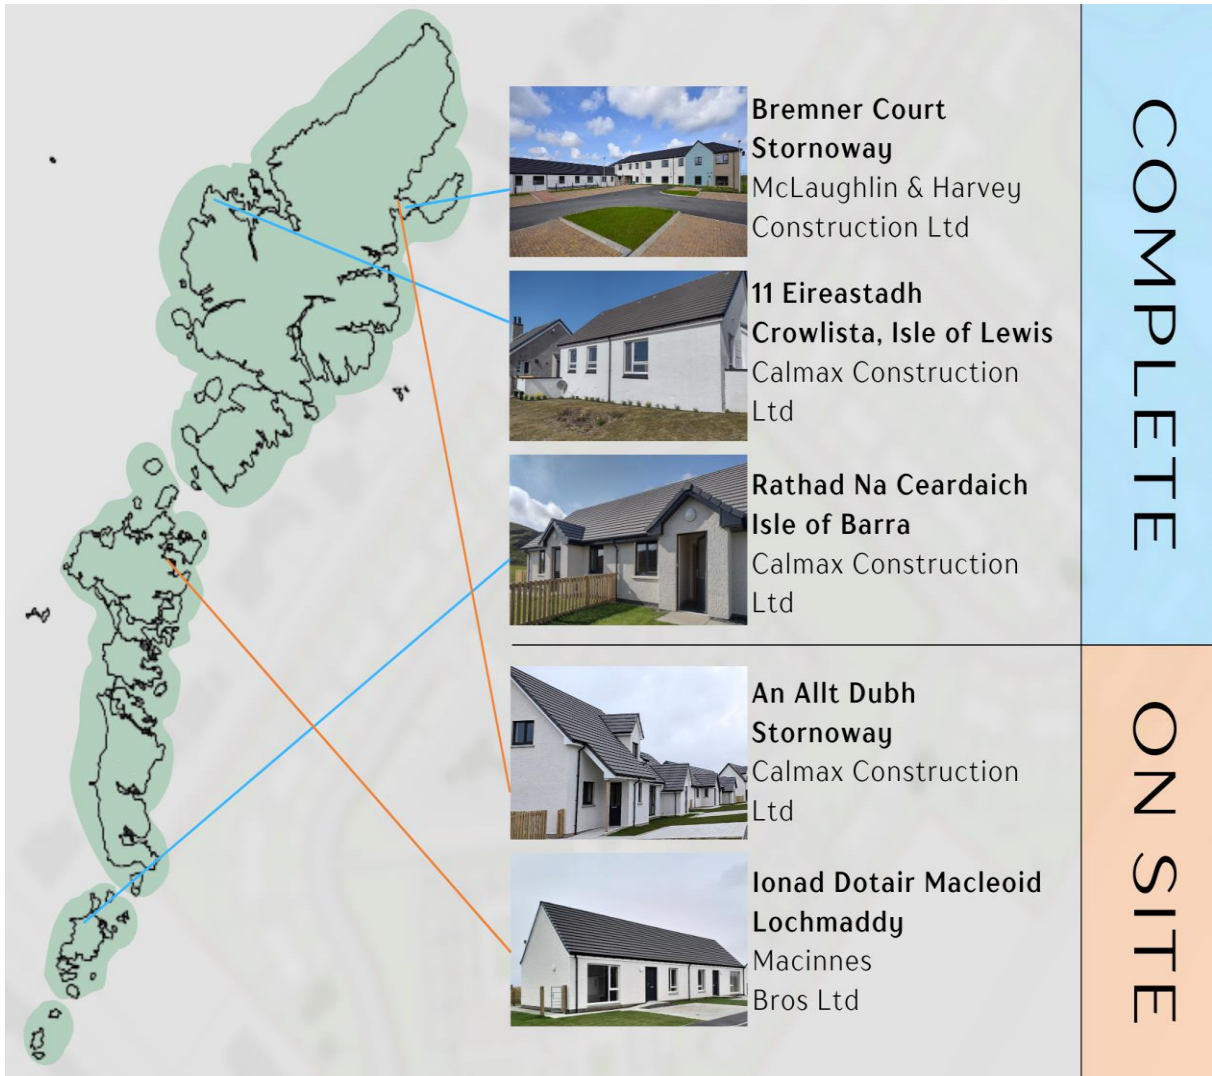 Bremner Court
Stornoway
McLaughlin & Harvey
Construction Ltd
11 Eireastadh
Crowlista, Isle of Lewis
Calmax Construction
Ltd
Rathad Na Ceardaich
Isle of Barra
Calmax Construction
Ltd
COMPLETE
An Allt Dubh
Stornoway
Calmax Construction
Ltd
Ionad Dotair Macleoid
Lochmaddy
Macinnes
Bros Ltd
ON SITE